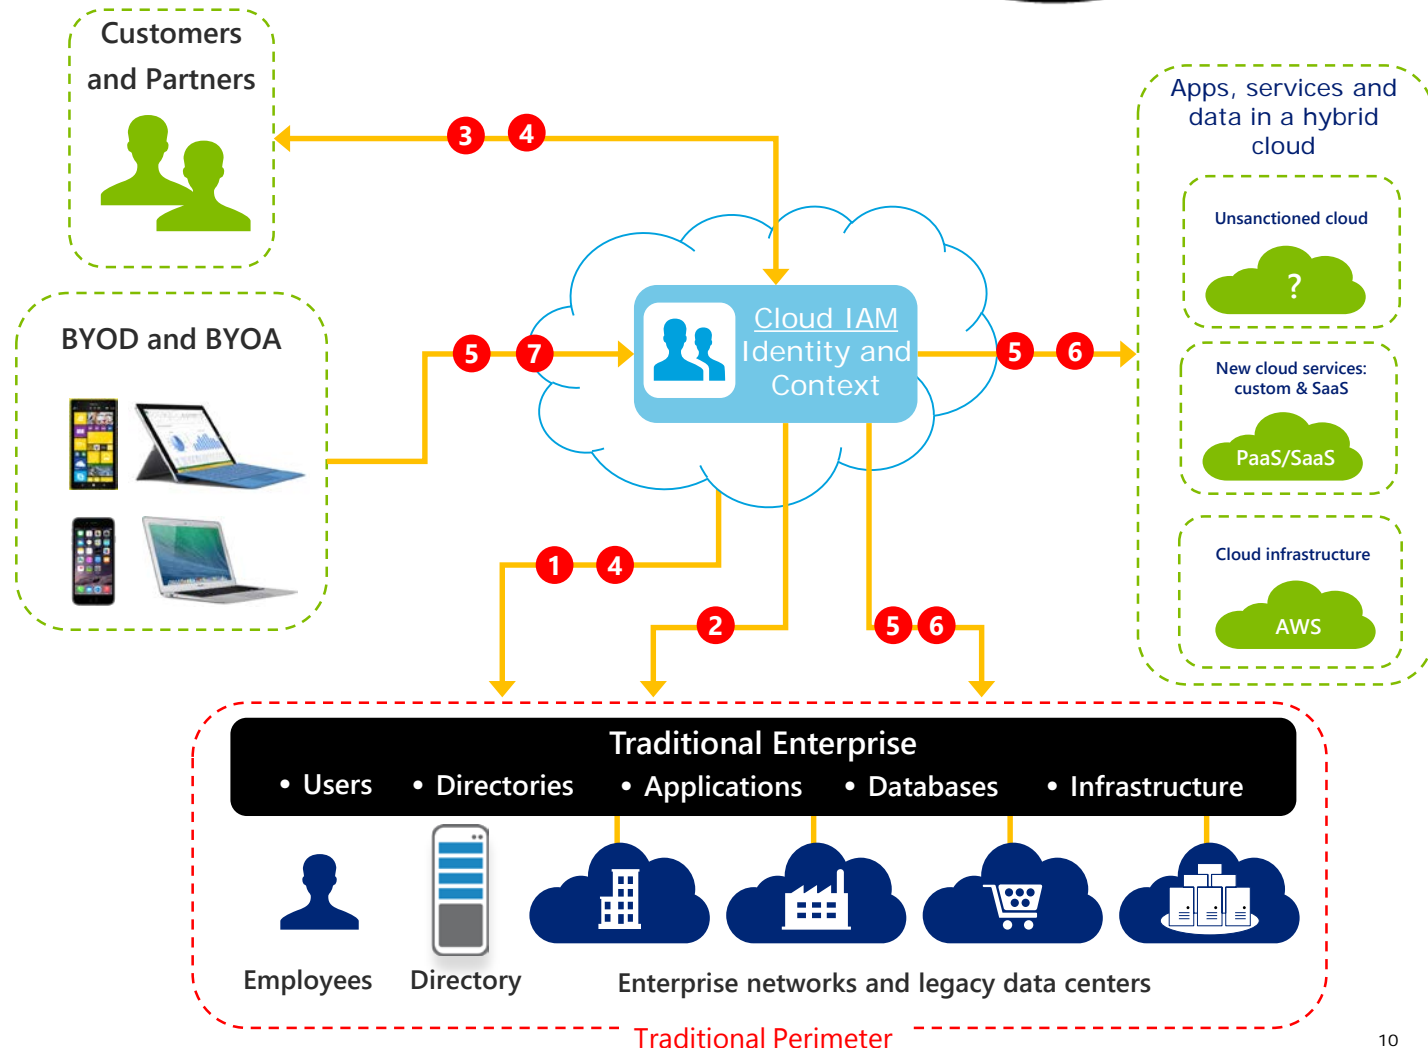 Customers
and Partners
3
4
Apps, services and
data in a hybrid
cloud
Unsanctioned cloud
?
BYOD and BYOA
5
7
Cloud IAM
Identity and
Context
5
6
New cloud services:
custom & SaaS
PaaS/SaaS
Cloud infrastructure
AWS
1
4
2
5
6
Traditional Enterprise
• Users • Directories • Applications • Databases • Infrastructure
Employees
Directory
Enterprise networks and legacy data centers
Traditional Perimeter
10